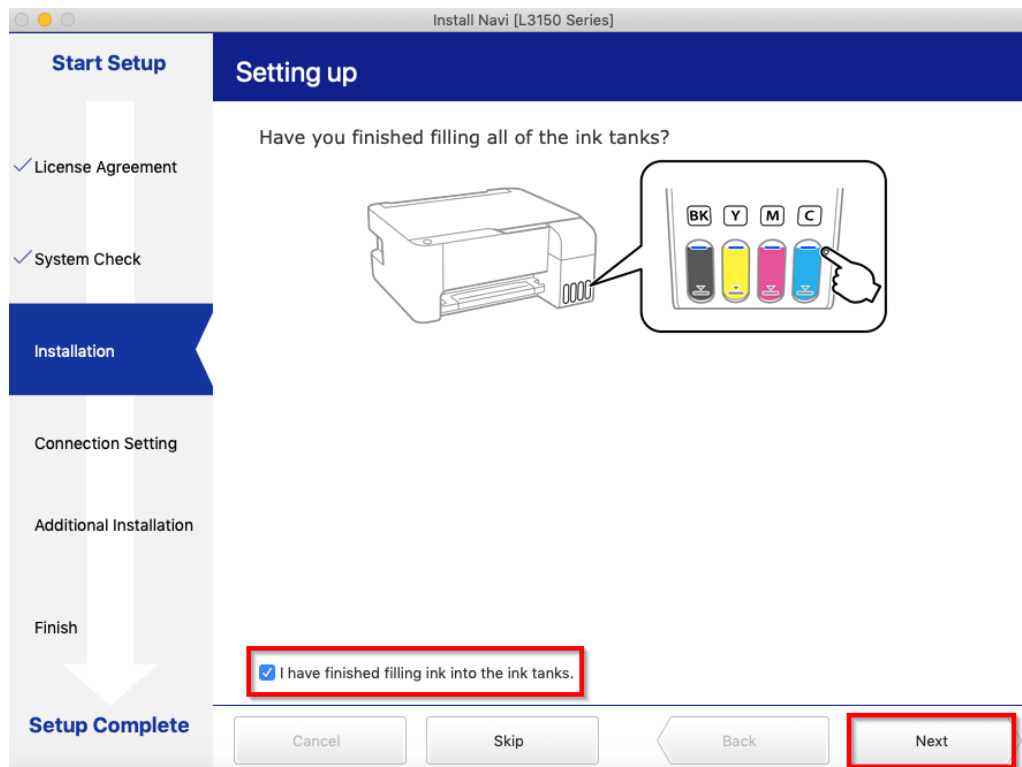 Install Navi [L3150 Series]
Start Setup
License Agreement
System Check
Installation
Connection Setting
Additional Installation
Finish
Setup Complete
Setting up
Have you finished filling all of the ink tanks?
BK Y M C
I have finished filling ink into the ink tanks.
Cancel Skip Back Next